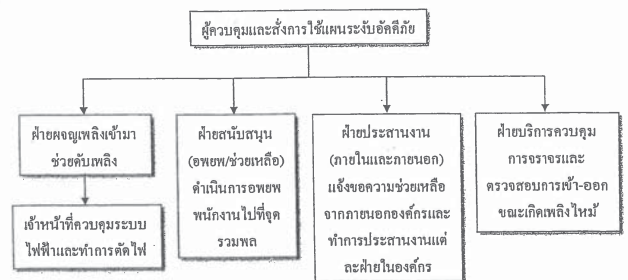 ผู้ควบคุมและสั่งการใช้แผนระงับอัคคีภัย
ฝ่ายผจญเพลิงเข้ามา
ช่วยดับเพลิง
เจ้าหน้าที่ควบคุมระบบ
ไฟฟ้าและทำการตัดไฟ
ฝ่ายสนับสนุน
(อพยพ/ช่วยเหลือ)
ดำเนินการอพยพ
พนักงานไปที่จุด
รวมพล
ฝ่ายประสานงาน
(ภายในและภายนอก)
แจ้งขอความช่วยเหลือ
จากภายนอกองค์กรและ
ทำการประสานงานแต่
ละฝ่ายในองค์กร
ฝ่ายบริการควบคุม
การจราจรและ
ตรวจสอบการเข้า-ออก
ขณะเกิดเพลิงไหม้